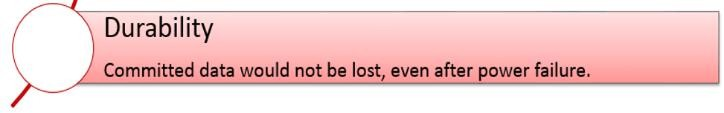 Durability
Committed data would not be lost, even after power failure.